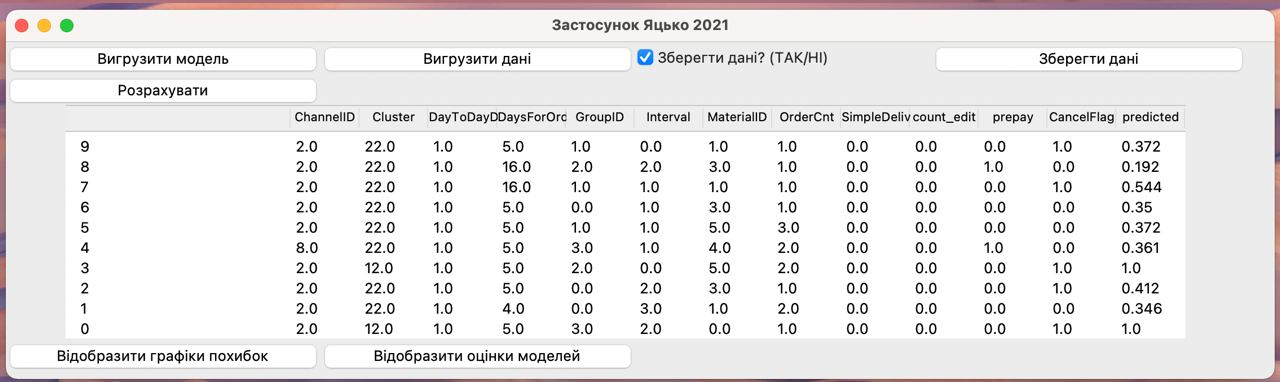 Застосунок Яцько 2021
Вигрузити модель Вигрузити дані Зберегти дані? (ТАК/НІ) Зберегти дані
Розрахувати
ChannelID Cluster DayToDayD DaysForOrd GroupID Interval MaterialID OrderCnt SimpleDeliv count_edit prepay CancelFlag predicted
9 2.0 22.0 1.0 5.0 1.0 0.0 1.0 1.0 0.0 0.0 0.0 1.0 0.372
8 2.0 22.0 1.0 16.0 2.0 2.0 3.0 1.0 0.0 0.0 1.0 0.0 0.192
7 2.0 22.0 1.0 16.0 1.0 1.0 1.0 1.0 0.0 0.0 0.0 1.0 0.544
6 2.0 22.0 1.0 5.0 0.0 1.0 3.0 1.0 0.0 0.0 0.0 0.0 0.35
5 2.0 22.0 1.0 5.0 1.0 1.0 5.0 3.0 0.0 0.0 0.0 0.0 0.372
4 8.0 22.0 1.0 5.0 3.0 1.0 4.0 2.0 0.0 0.0 1.0 0.0 0.361
3 2.0 12.0 1.0 5.0 2.0 0.0 5.0 2.0 0.0 0.0 0.0 1.0 1.0
2 2.0 22.0 1.0 5.0 0.0 2.0 3.0 1.0 0.0 0.0 0.0 1.0 0.412
1 2.0 22.0 1.0 4.0 0.0 3.0 1.0 2.0 0.0 0.0 0.0 0.0 0.346
0 2.0 12.0 1.0 5.0 3.0 2.0 0.0 1.0 0.0 0.0 0.0 1.0 1.0
Відобразити графіки похибок Відобразити оцінки моделей